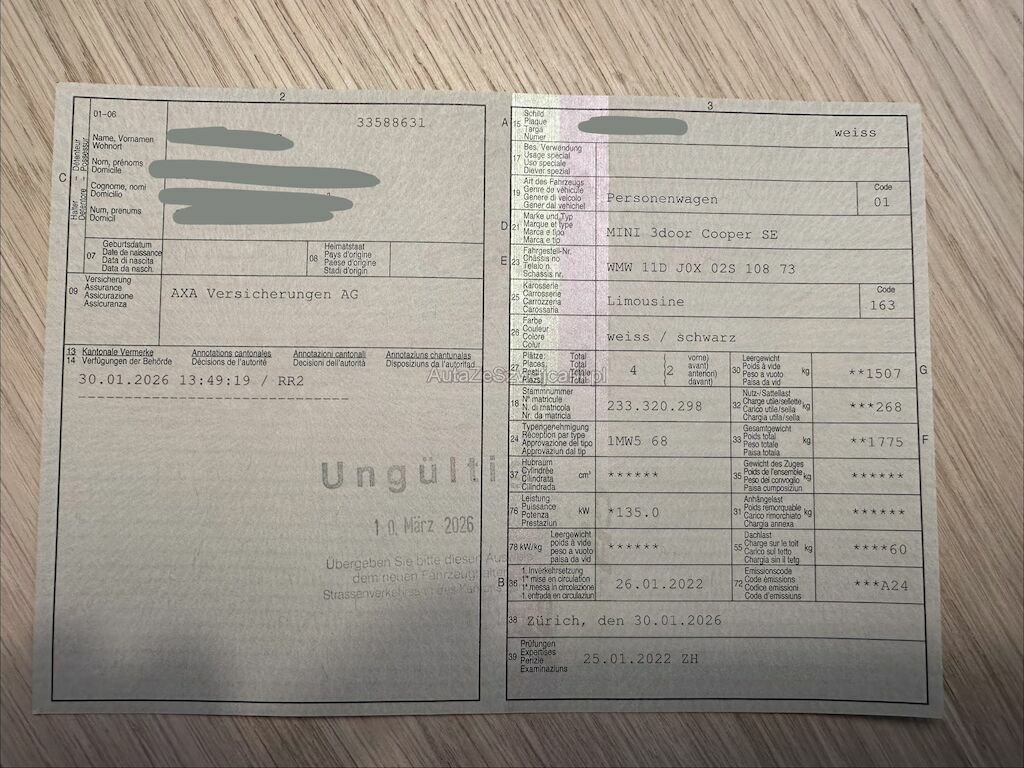 2
01-06
33588631
Halter - Détenteur
Detentore - Possessur
C
Name, Vornamen
Wohnort
Nom, prénoms
Domicile
Cognome, nomi
Domicilio
Num, prenums
Domicil
07
Geburtsdatum
Date de naissance
Data di nascita
Data da nasch.
08
Heimatstaat
Pays d'origine
Paese d'origine
Stadi d'origin
09
Versicherung
Assurance
Assicurazione
Assicuranza
AXA Versicherungen AG
13 Kantonale Vermerke Annotations cantonales Annotazioni cantonali Annotaziuns chantunalas
14 Verfügungen der Behörde Décisions de l'autorité Decisioni dell'autorità Disposiziuns da l'autoritad
30.01.2026 13:49:19 / RR2
Ungülti
10. März 2026
Übergeben Sie bitte diesen Ausweis
dem neuen Fahrzeughalter
Strassenverkehrs
3
A
15
Schild
Plaque
Targa
Numer
weiss
17
Bes. Verwendung
Usage spécial
Uso speciale
Diever spezial
19
Art des Fahrzeugs
Genre de véhicule
Genere di veicolo
Gener dal vehichel
Personenwagen
Code
01
D
21
Marke und Typ
Marque et type
Marca e tipo
Marca e tip
MINI 3door Cooper SE
E
23
Fahrgestell-Nr.
Châssis no
Telaio n.
Schassis nr.
WMW 11D J0X 02S 108 73
25
Karosserie
Carrosserie
Carrozzeria
Carossaria
Limousine
Code
163
26
Farbe
Couleur
Colore
Colur
weiss / schwarz
27
Plätze: Total
Places: Total
Posti: Totale
Plazs: Total
4
2
vorne)
avant)
anteriori)
davant)
30
Leergewicht
Poids à vide
Peso a vuoto
Paisa da vid
kg
**1507
G
18
Stammnummer
N° matricule
N. di matricola
Nr. da matricla
233.320.298
32
Nutz-/Sattellast
Charge utile/sellette
Carico utile/sella
Chargia utila/sella
kg
***268
24
Typengenehmigung
Réception par type
Approvazione del tipo
Approvaziun dal tip
1MW5 68
33
Gesamtgewicht
Poids total
Peso totale
Paisa totala
kg
**1775
F
37
Hubraum
Cylindrée
Cilindrata
Cilindrada
cm³
******
35
Gewicht des Zuges
Poids de l'ensemble
Peso del convoglio
Paisa cumposiziun
kg
******
76
Leistung
Puissance
Potenza
Prestaziun
kW
*135.0
31
Anhängelast
Poids remorquable
Carico rimorchiato
Chargia annexa
kg
******
78 kW/kg
Leergewicht
poids à vide
peso a vuoto
paisa da vid
******
55
Dachlast
Charge sur le toit
Carico sul tetto
Chargia sin il tetg
kg
****60
B
36
1. Inverkehrsetzung
1re mise en circulation
1a messa in circolazione
1. entrada en circulaziun
26.01.2022
72
Emissionscode
Code émissions
Codice emissioni
Code d'emissiuns
***A24
38
Zürich, den 30.01.2026
39
Prüfungen
Expertises
Perizie
Examinaziuns
25.01.2022 ZH
AutaZeSzwajcarii.pl